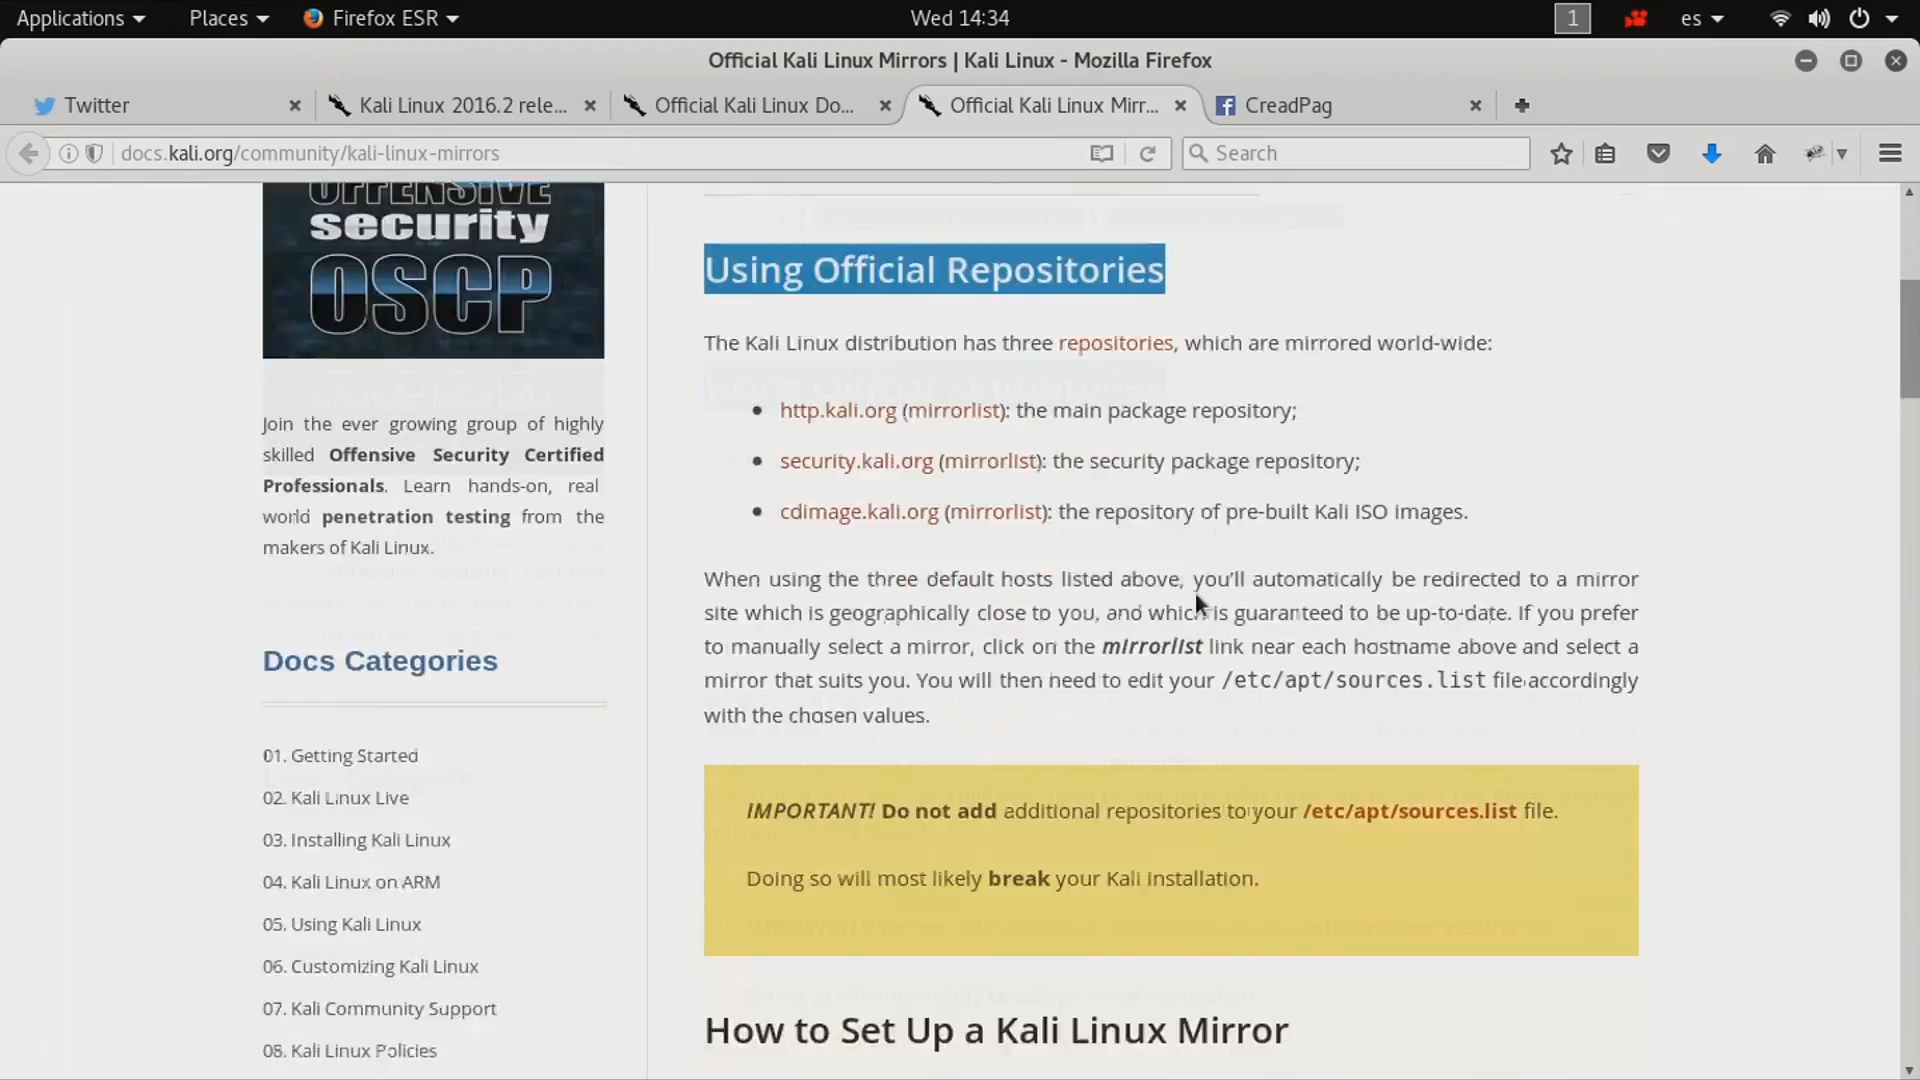 Applications Places Firefox ESR Wed 14:34 1 es
Official Kali Linux Mirrors | Kali Linux - Mozilla Firefox
Twitter Kali Linux 2016.2 rele... Official Kali Linux Do... Official Kali Linux Mirr... CreadPag
docs.kali.org/community/kali-linux-mirrors Search
OFFENSIVE
security
OSCP
Join the ever growing group of highly
skilled Offensive Security Certified
Professionals. Learn hands-on, real
world penetration testing from the
makers of Kali Linux.
Docs Categories
01. Getting Started
02. Kali Linux Live
03. Installing Kali Linux
04. Kali Linux on ARM
05. Using Kali Linux
06. Customizing Kali Linux
07. Kali Community Support
08. Kali Linux Policies
Using Official Repositories
The Kali Linux distribution has three repositories, which are mirrored world-wide:
• http.kali.org (mirrorlist): the main package repository;
• security.kali.org (mirrorlist): the security package repository;
• cdimage.kali.org (mirrorlist): the repository of pre-built Kali ISO images.
When using the three default hosts listed above, you'll automatically be redirected to a mirror
site which is geographically close to you, and which is guaranteed to be up-to-date. If you prefer
to manually select a mirror, click on the mirrorlist link near each hostname above and select a
mirror that suits you. You will then need to edit your /etc/apt/sources.list file accordingly
with the chosen values.
IMPORTANT! Do not add additional repositories to your /etc/apt/sources.list file.
Doing so will most likely break your Kali installation.
How to Set Up a Kali Linux Mirror